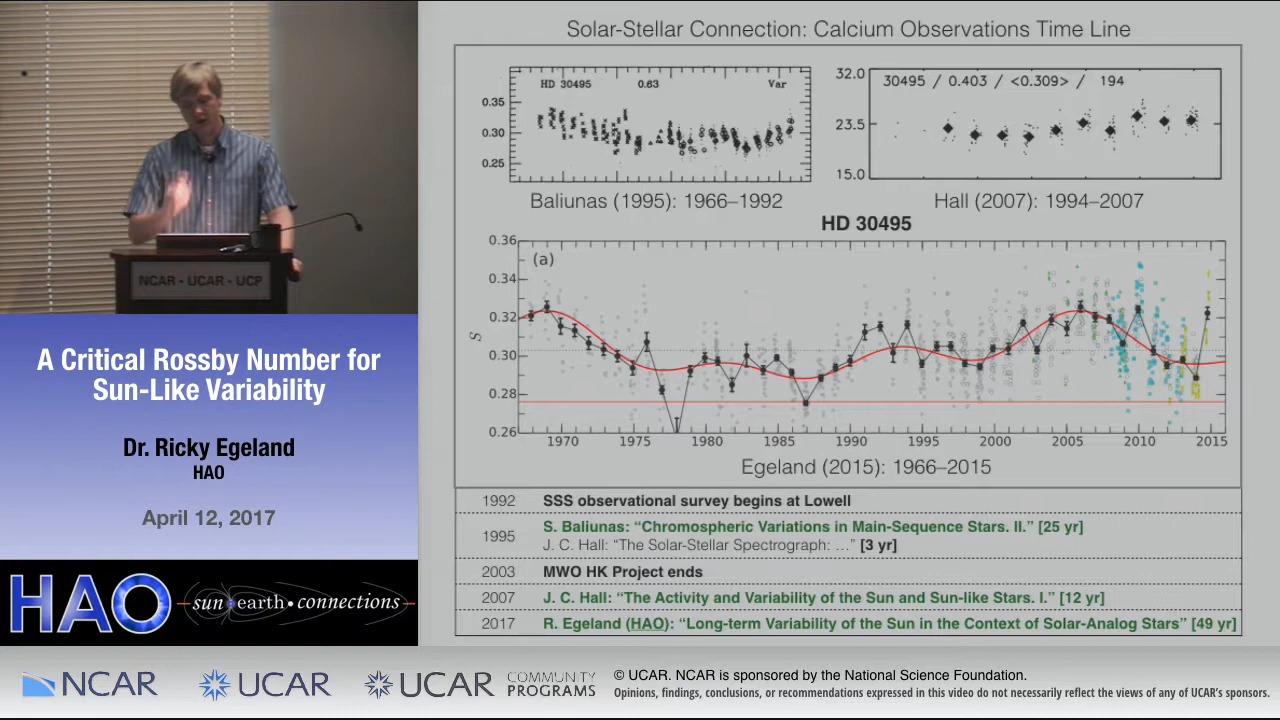 Solar-Stellar Connection: Calcium Observations Time Line
HD 30495 0.63 Var
0.35
0.30
0.25
Baliunas (1995): 1966–1992
30495 / 0.403 / <0.309> / 194
32.0
23.5
15.0
Hall (2007): 1994–2007
HD 30495
(a)
S
0.36
0.34
0.32
0.30
0.28
0.26
1970 1975 1980 1985 1990 1995 2000 2005 2010 2015
Egeland (2015): 1966–2015
1992 SSS observational survey begins at Lowell
1995 S. Baliunas: “Chromospheric Variations in Main-Sequence Stars. II.” [25 yr]
J. C. Hall: “The Solar-Stellar Spectrograph: …” [3 yr]
2003 MWO HK Project ends
2007 J. C. Hall: “The Activity and Variability of the Sun and Sun-like Stars. I.” [12 yr]
2017 R. Egeland (HAO): “Long-term Variability of the Sun in the Context of Solar-Analog Stars” [49 yr]
NCAR - UCAR - UCP
A Critical Rossby Number for
Sun-Like Variability
Dr. Ricky Egeland
HAO
April 12, 2017
HAO sun • earth • connections
NCAR UCAR UCAR COMMUNITY
PROGRAMS
© UCAR. NCAR is sponsored by the National Science Foundation.
Opinions, findings, conclusions, or recommendations expressed in this video do not necessarily reflect the views of any of UCAR's sponsors.